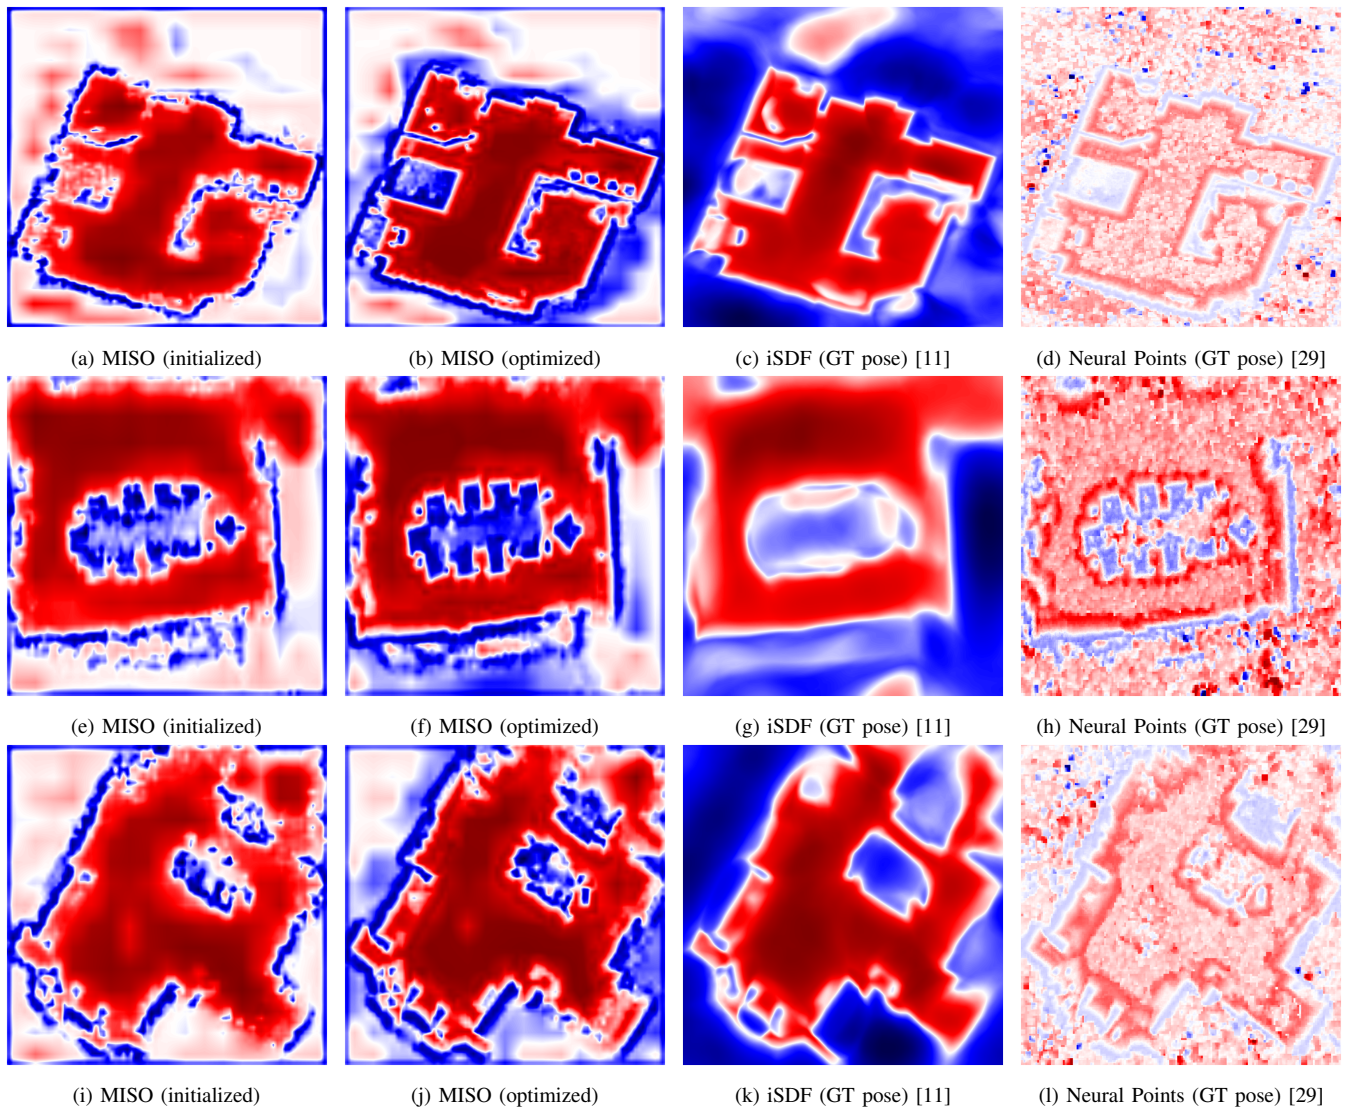 (a) MISO (initialized)
(b) MISO (optimized)
(c) iSDF (GT pose) [11]
(d) Neural Points (GT pose) [29]
(e) MISO (initialized)
(f) MISO (optimized)
(g) iSDF (GT pose) [11]
(h) Neural Points (GT pose) [29]
(i) MISO (initialized)
(j) MISO (optimized)
(k) iSDF (GT pose) [11]
(l) Neural Points (GT pose) [29]